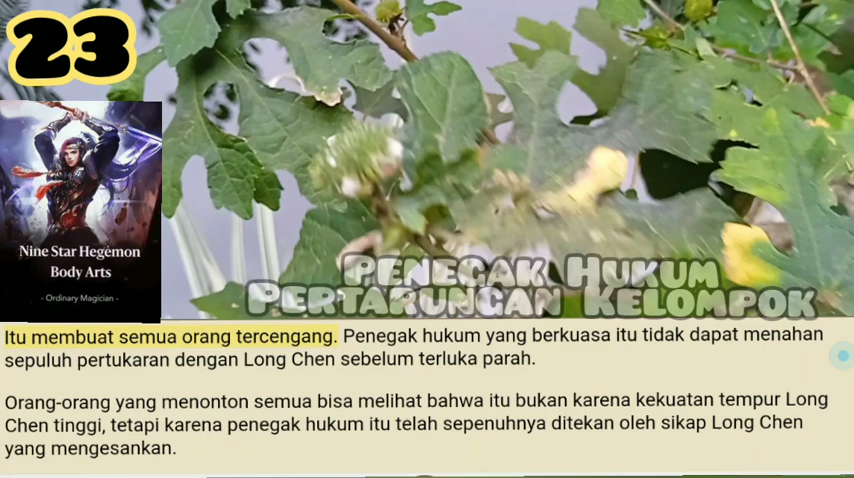 23
Nine Star Hegemon
Body Arts
- Ordinary Magician -
PENEGAK HUKUM
PERTARUNGAN KELOMPOK
Itu membuat semua orang tercengang. Penegak hukum yang berkuasa itu tidak dapat menahan
sepuluh pertukaran dengan Long Chen sebelum terluka parah.
Orang-orang yang menonton semua bisa melihat bahwa itu bukan karena kekuatan tempur Long
Chen tinggi, tetapi karena penegak hukum itu telah sepenuhnya ditekan oleh sikap Long Chen
yang mengesankan.